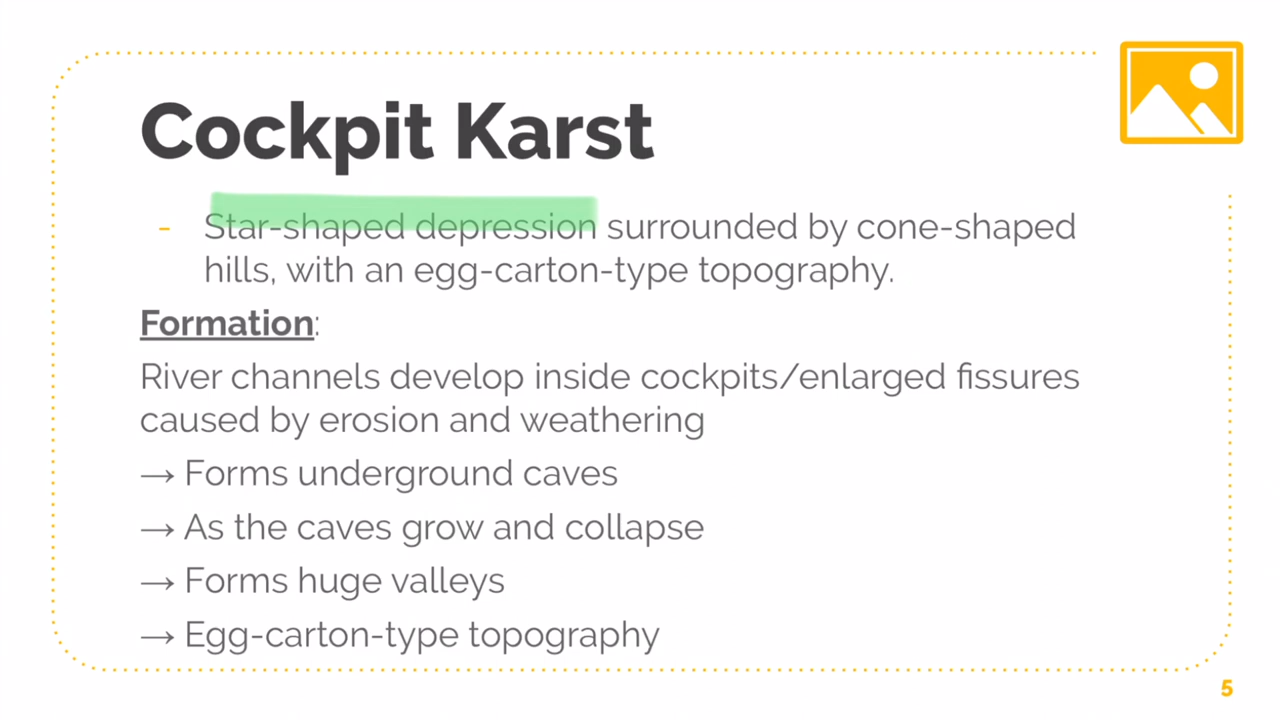 Cockpit Karst
- Star-shaped depression surrounded by cone-shaped
hills, with an egg-carton-type topography.
Formation:
River channels develop inside cockpits/enlarged fissures
caused by erosion and weathering
→ Forms underground caves
→ As the caves grow and collapse
→ Forms huge valleys
→ Egg-carton-type topography
5